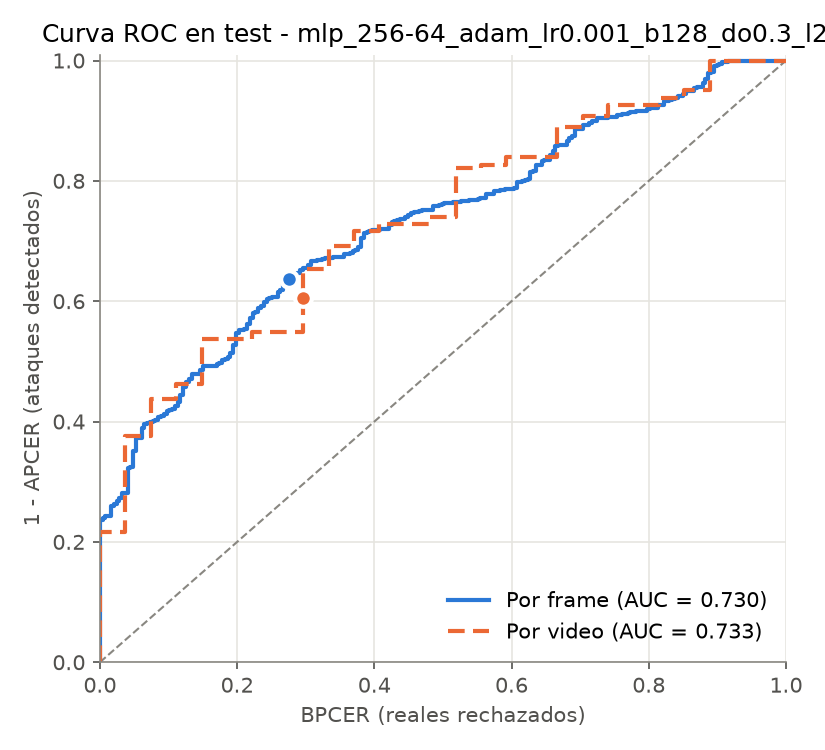 Curva ROC en test - mlp_256-64_adam_lr0.001_b128_do0.3_l2
1.0
0.8
0.6
0.4
0.2
0.0
1 - APCER (ataques detectados)
Por frame (AUC = 0.730)
Por video (AUC = 0.733)
0.0 0.2 0.4 0.6 0.8 1.0
BPCER (reales rechazados)